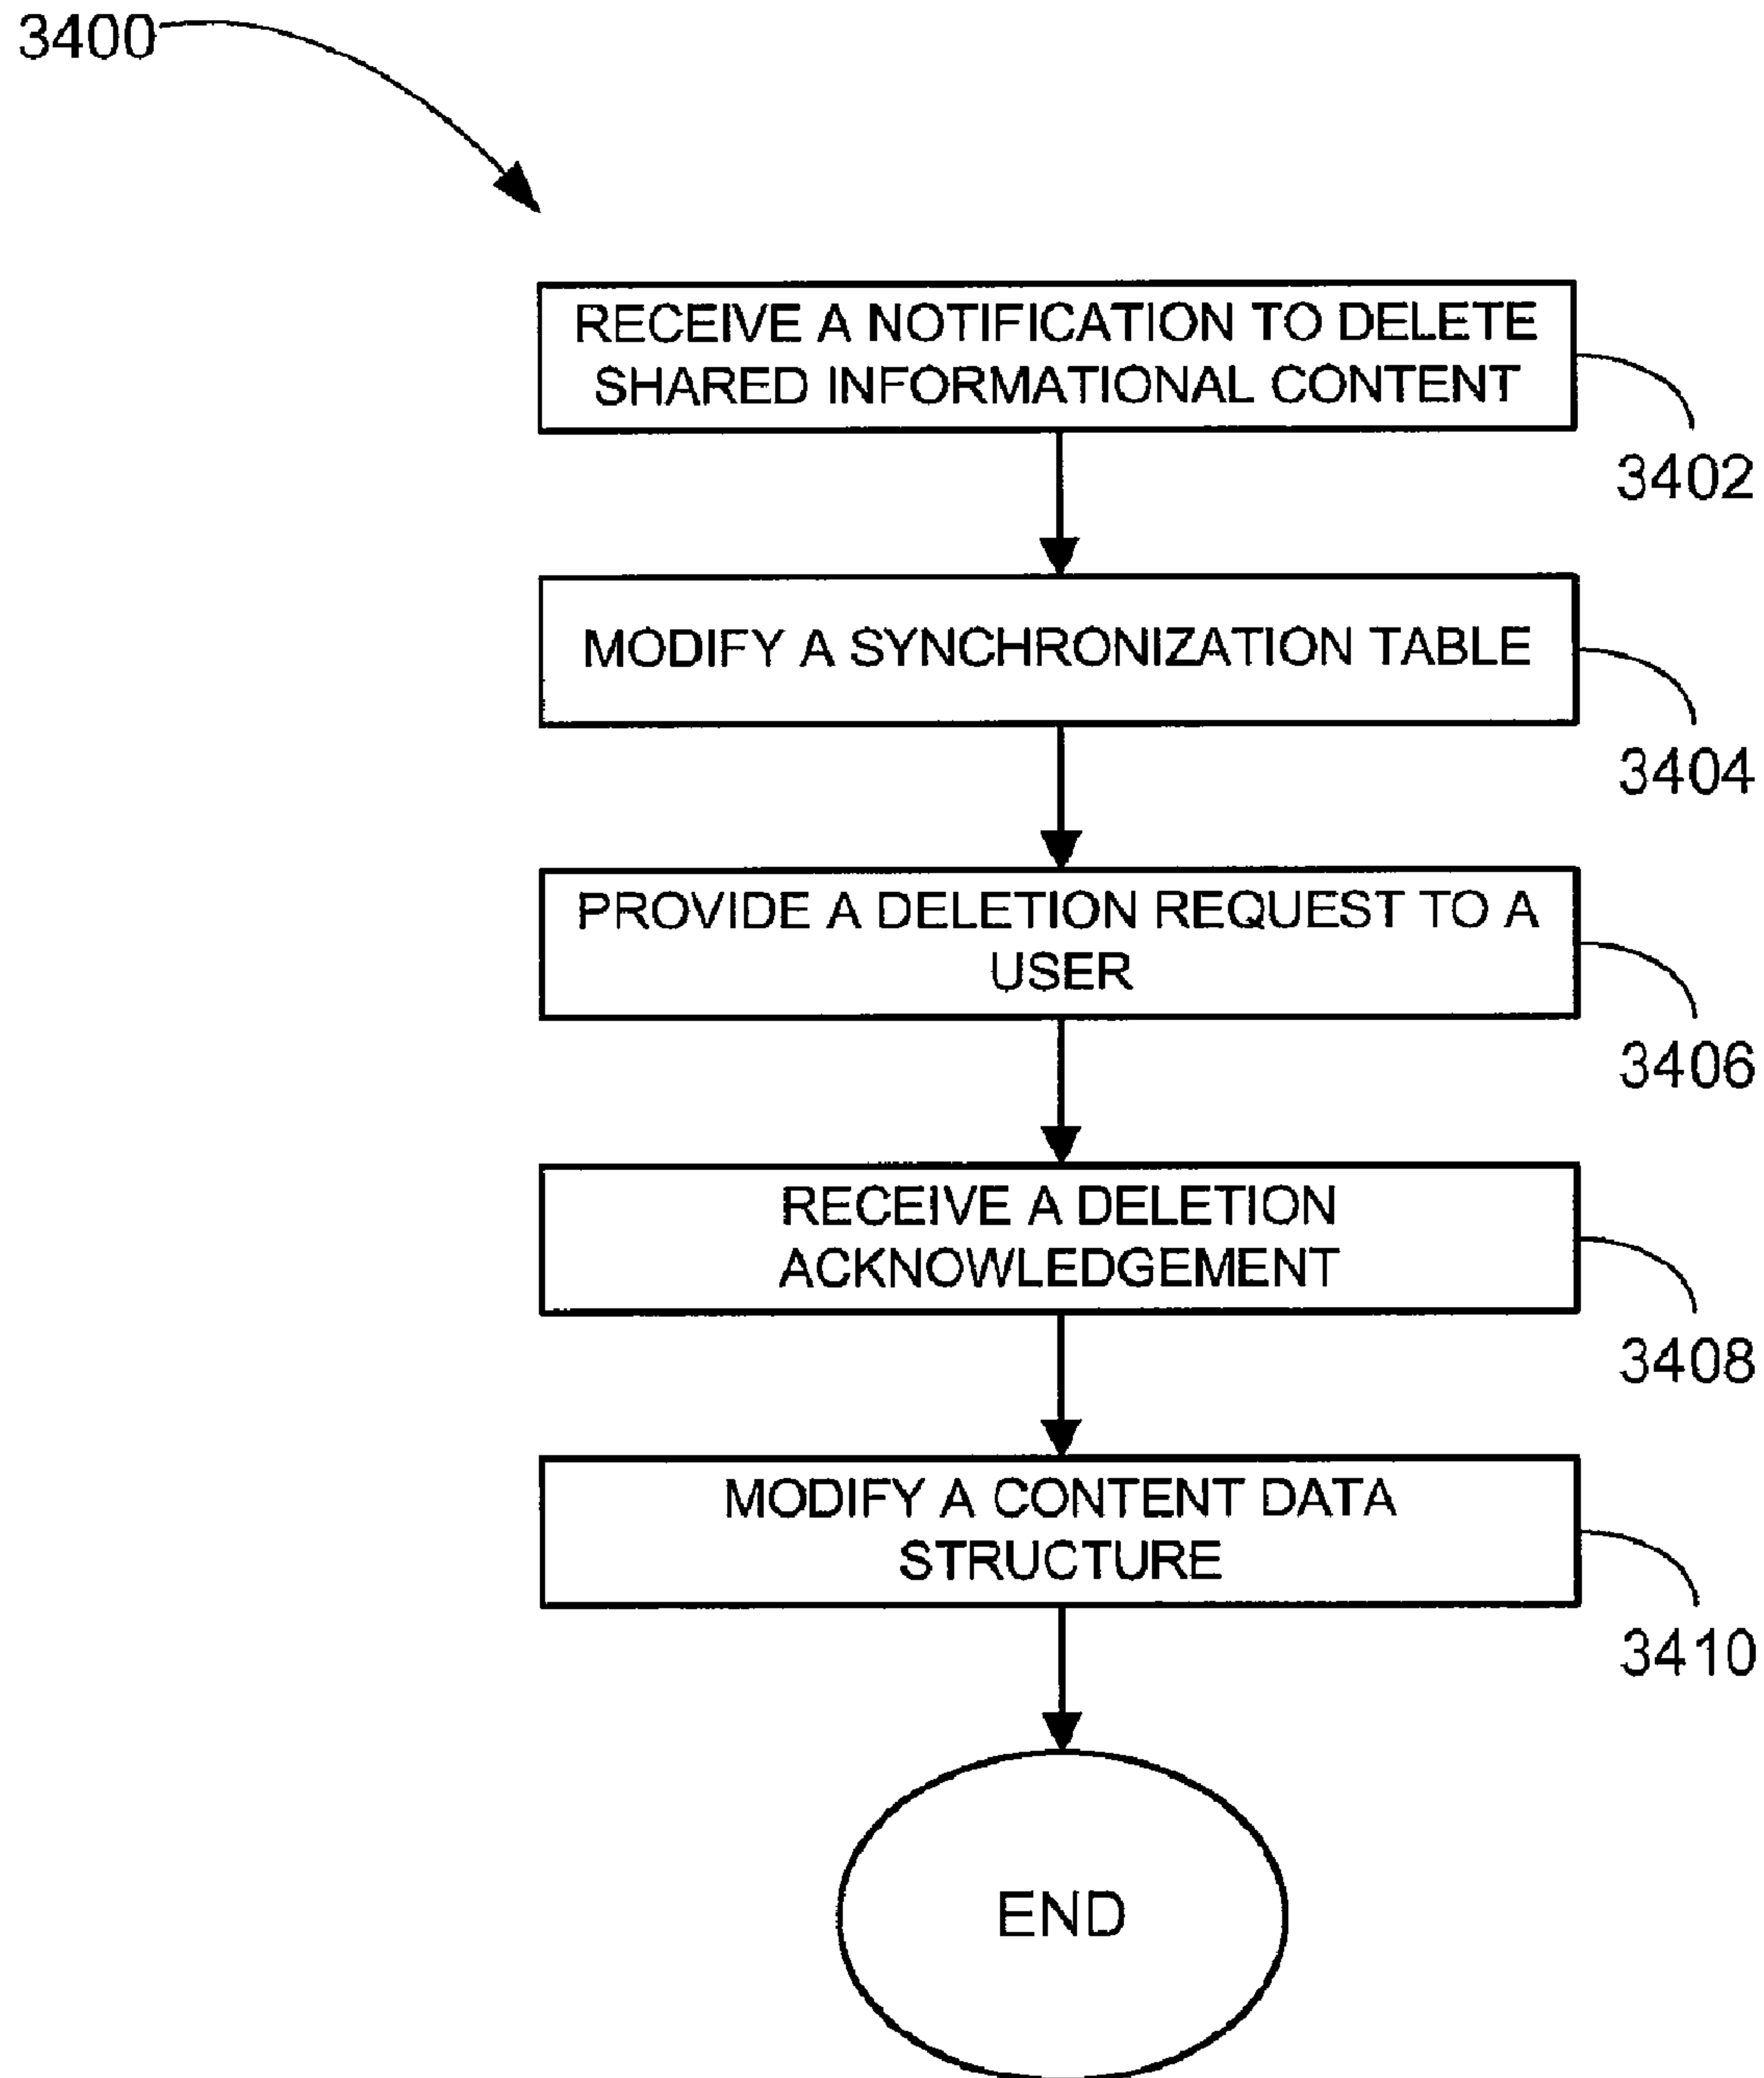 3400
RECEIVE A NOTIFICATION TO DELETE
SHARED INFORMATIONAL CONTENT
3402
MODIFY A SYNCHRONIZATION TABLE
3404
PROVIDE A DELETION REQUEST TO A
USER
3406
RECEIVE A DELETION
ACKNOWLEDGEMENT
3408
MODIFY A CONTENT DATA
STRUCTURE
3410
END